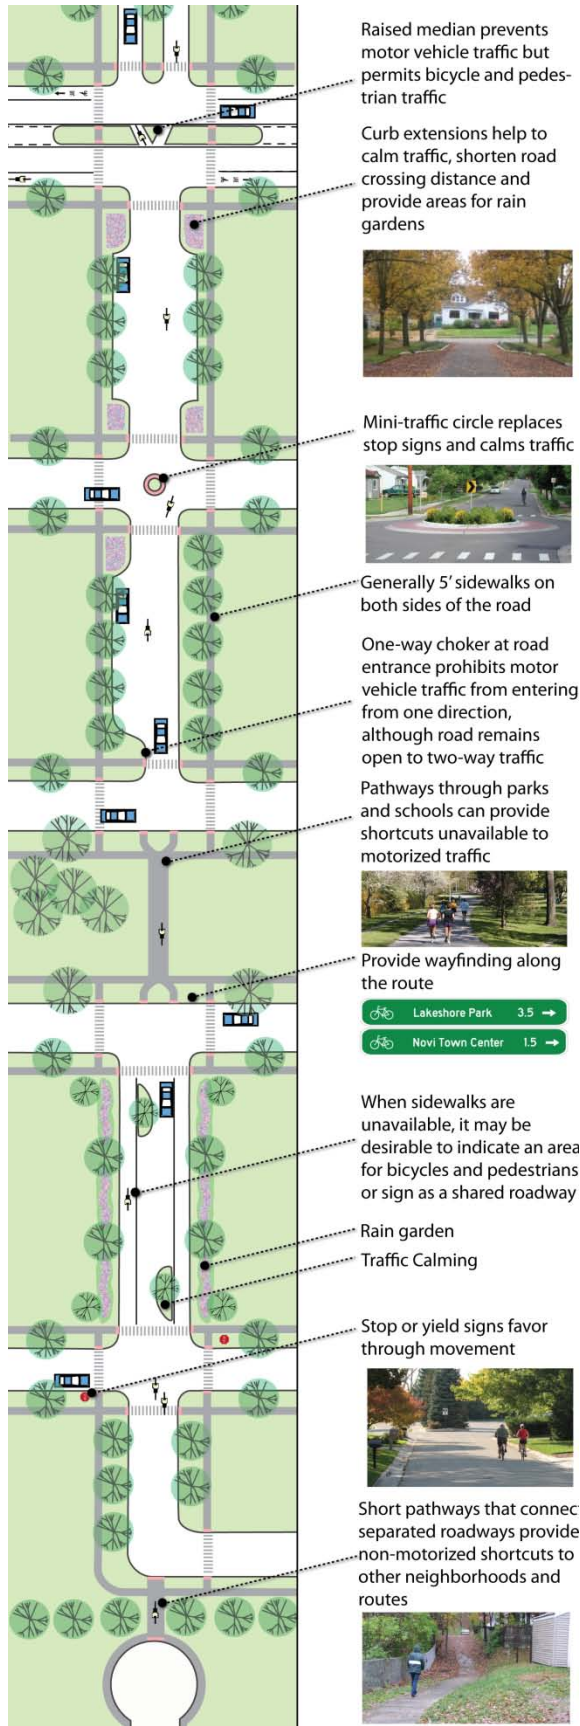 Raised median prevents
motor vehicle traffic but
permits bicycle and pedes-
trian traffic
Curb extensions help to
calm traffic, shorten road
crossing distance and
provide areas for rain
gardens
Mini-traffic circle replaces
stop signs and calms traffic
Generally 5' sidewalks on
both sides of the road
One-way choker at road
entrance prohibits motor
vehicle traffic from entering
from one direction,
although road remains
open to two-way traffic
Pathways through parks
and schools can provide
shortcuts unavailable to
motorized traffic
Provide wayfinding along
the route
Lakeshore Park 3.5 →
Novi Town Center 1.5 →
When sidewalks are
unavailable, it may be
desirable to indicate an area
for bicycles and pedestrians
or sign as a shared roadway
Rain garden
Traffic Calming
Stop or yield signs favor
through movement
Short pathways that connect
separated roadways provide
non-motorized shortcuts to
other neighborhoods and
routes